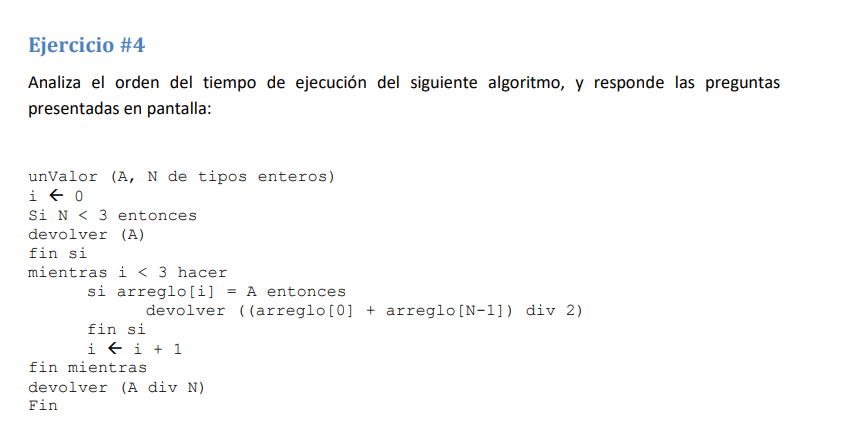 Ejercicio #4
Analiza el orden del tiempo de ejecución del siguiente algoritmo, y responde las preguntas
presentadas en pantalla:
unValor (A, N de tipos enteros)
i ← 0
Si N < 3 entonces
devolver (A)
fin si
mientras i < 3 hacer
si arreglo[i] = A entonces
devolver ((arreglo[0] + arreglo[N-1]) div 2)
fin si
i ← i + 1
fin mientras
devolver (A div N)
Fin